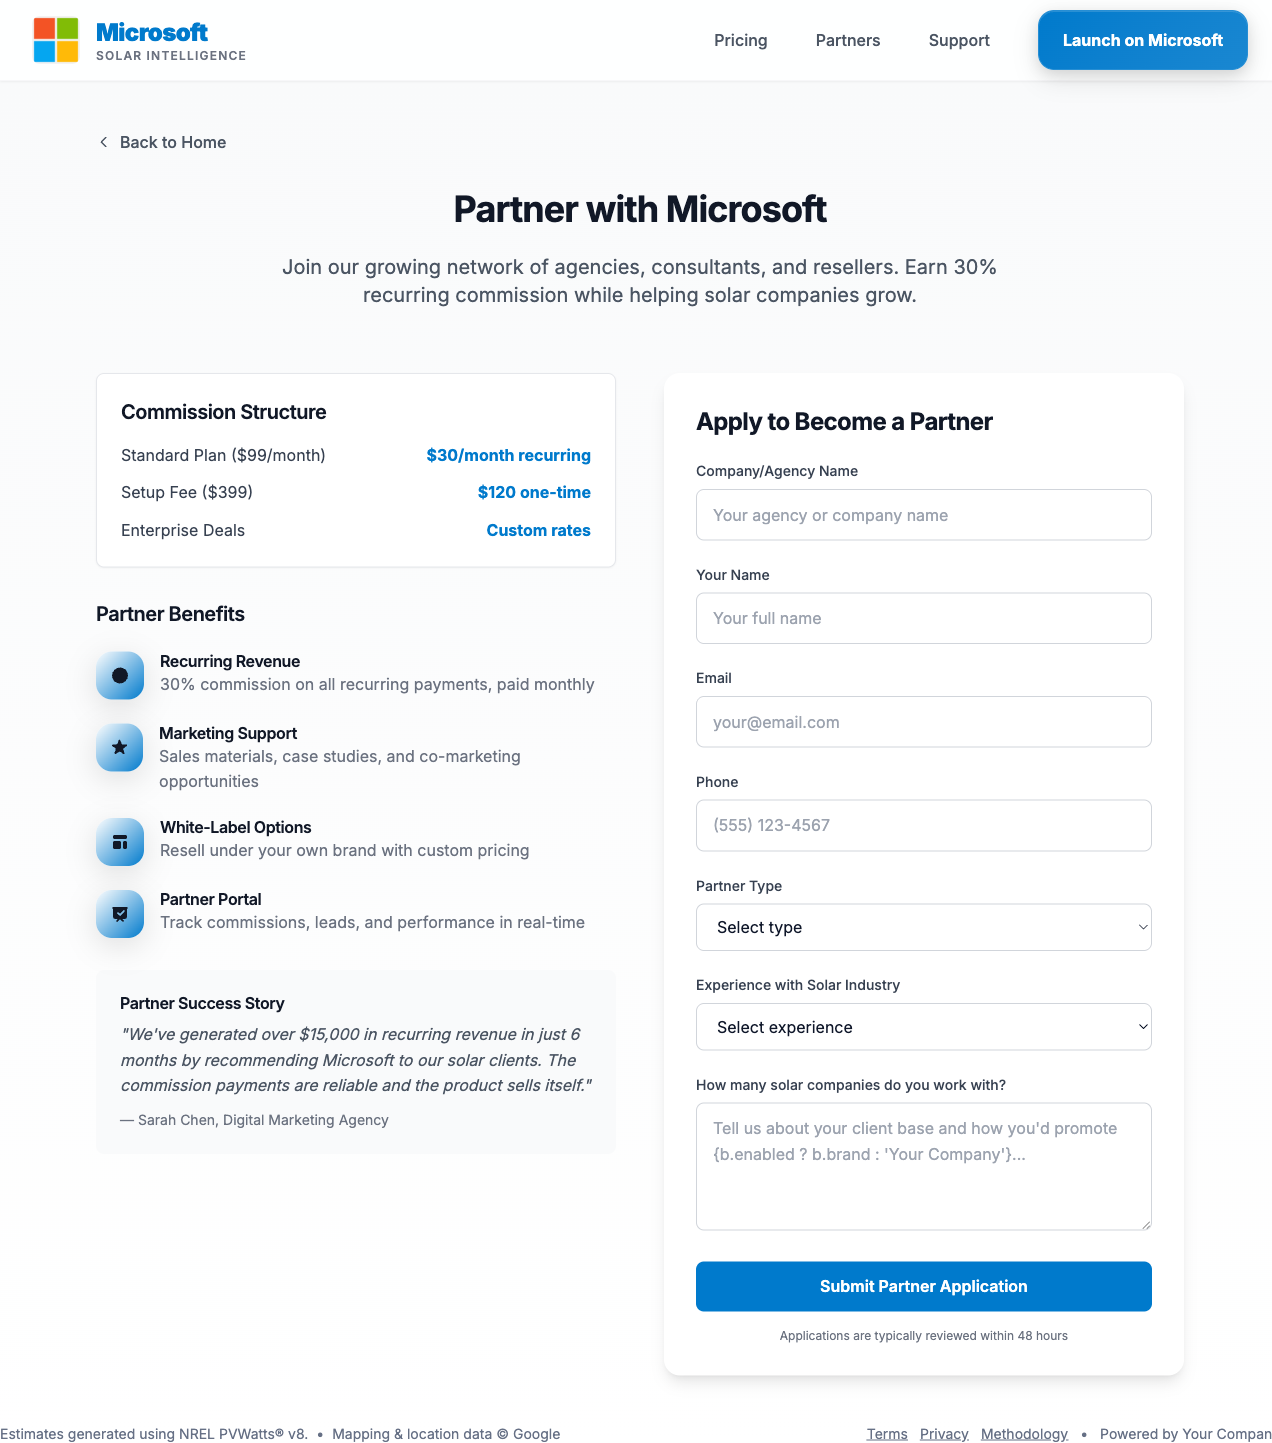 Microsoft
SOLAR INTELLIGENCE
Pricing
Partners
Support
Launch on Microsoft
Back to Home
Partner with Microsoft
Join our growing network of agencies, consultants, and resellers. Earn 30%
recurring commission while helping solar companies grow.
Commission Structure
Standard Plan ($99/month)
$30/month recurring
Setup Fee ($399)
$120 one-time
Enterprise Deals
Custom rates
Partner Benefits
Recurring Revenue
30% commission on all recurring payments, paid monthly
Marketing Support
Sales materials, case studies, and co-marketing
opportunities
White-Label Options
Resell under your own brand with custom pricing
Partner Portal
Track commissions, leads, and performance in real-time
Partner Success Story
"We've generated over $15,000 in recurring revenue in just 6
months by recommending Microsoft to our solar clients. The
commission payments are reliable and the product sells itself."
— Sarah Chen, Digital Marketing Agency
Apply to Become a Partner
Company/Agency Name
Your agency or company name
Your Name
Your full name
Email
your@email.com
Phone
(555) 123-4567
Partner Type
Select type
Experience with Solar Industry
Select experience
How many solar companies do you work with?
Tell us about your client base and how you'd promote
{b.enabled ? b.brand : 'Your Company'}...
Submit Partner Application
Applications are typically reviewed within 48 hours
Estimates generated using NREL PVWatts® v8. • Mapping & location data © Google
Terms Privacy Methodology • Powered by Your Compan